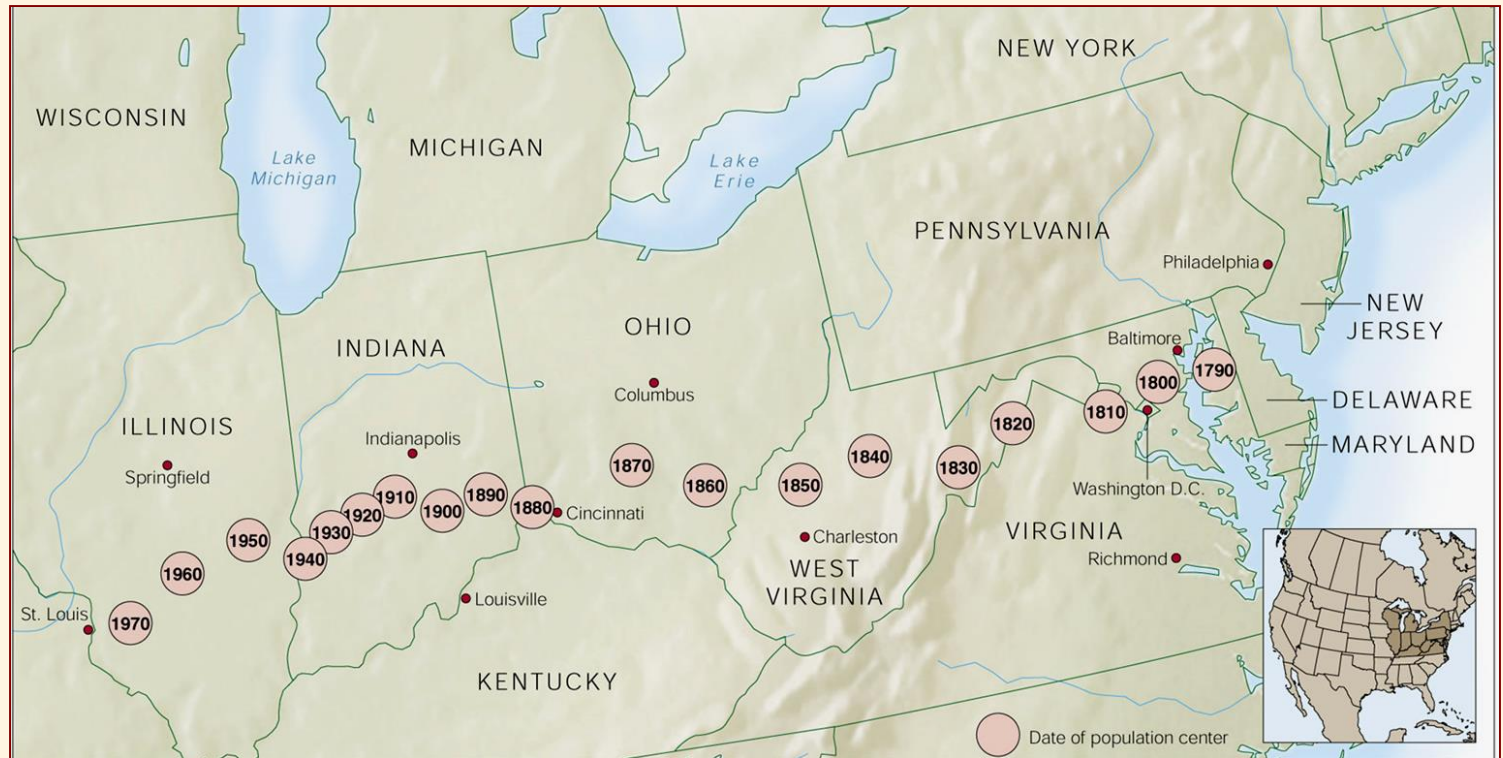 NEW YORK
WISCONSIN
MICHIGAN
Lake
Michigan
Lake
Erie
PENNSYLVANIA
Philadelphia
NEW
JERSEY
OHIO
INDIANA
Baltimore
1790
1800
Columbus
DELAWARE
1810
1820
ILLINOIS
Indianapolis
MARYLAND
Springfield
1870
1840
1830
1860
1850
Washington D.C.
1910
1890
1900
1880
1920
Cincinnati
1930
1950
1940
Charleston
VIRGINIA
Richmond
WEST
VIRGINIA
1960
Louisville
St. Louis
1970
KENTUCKY
Date of population center